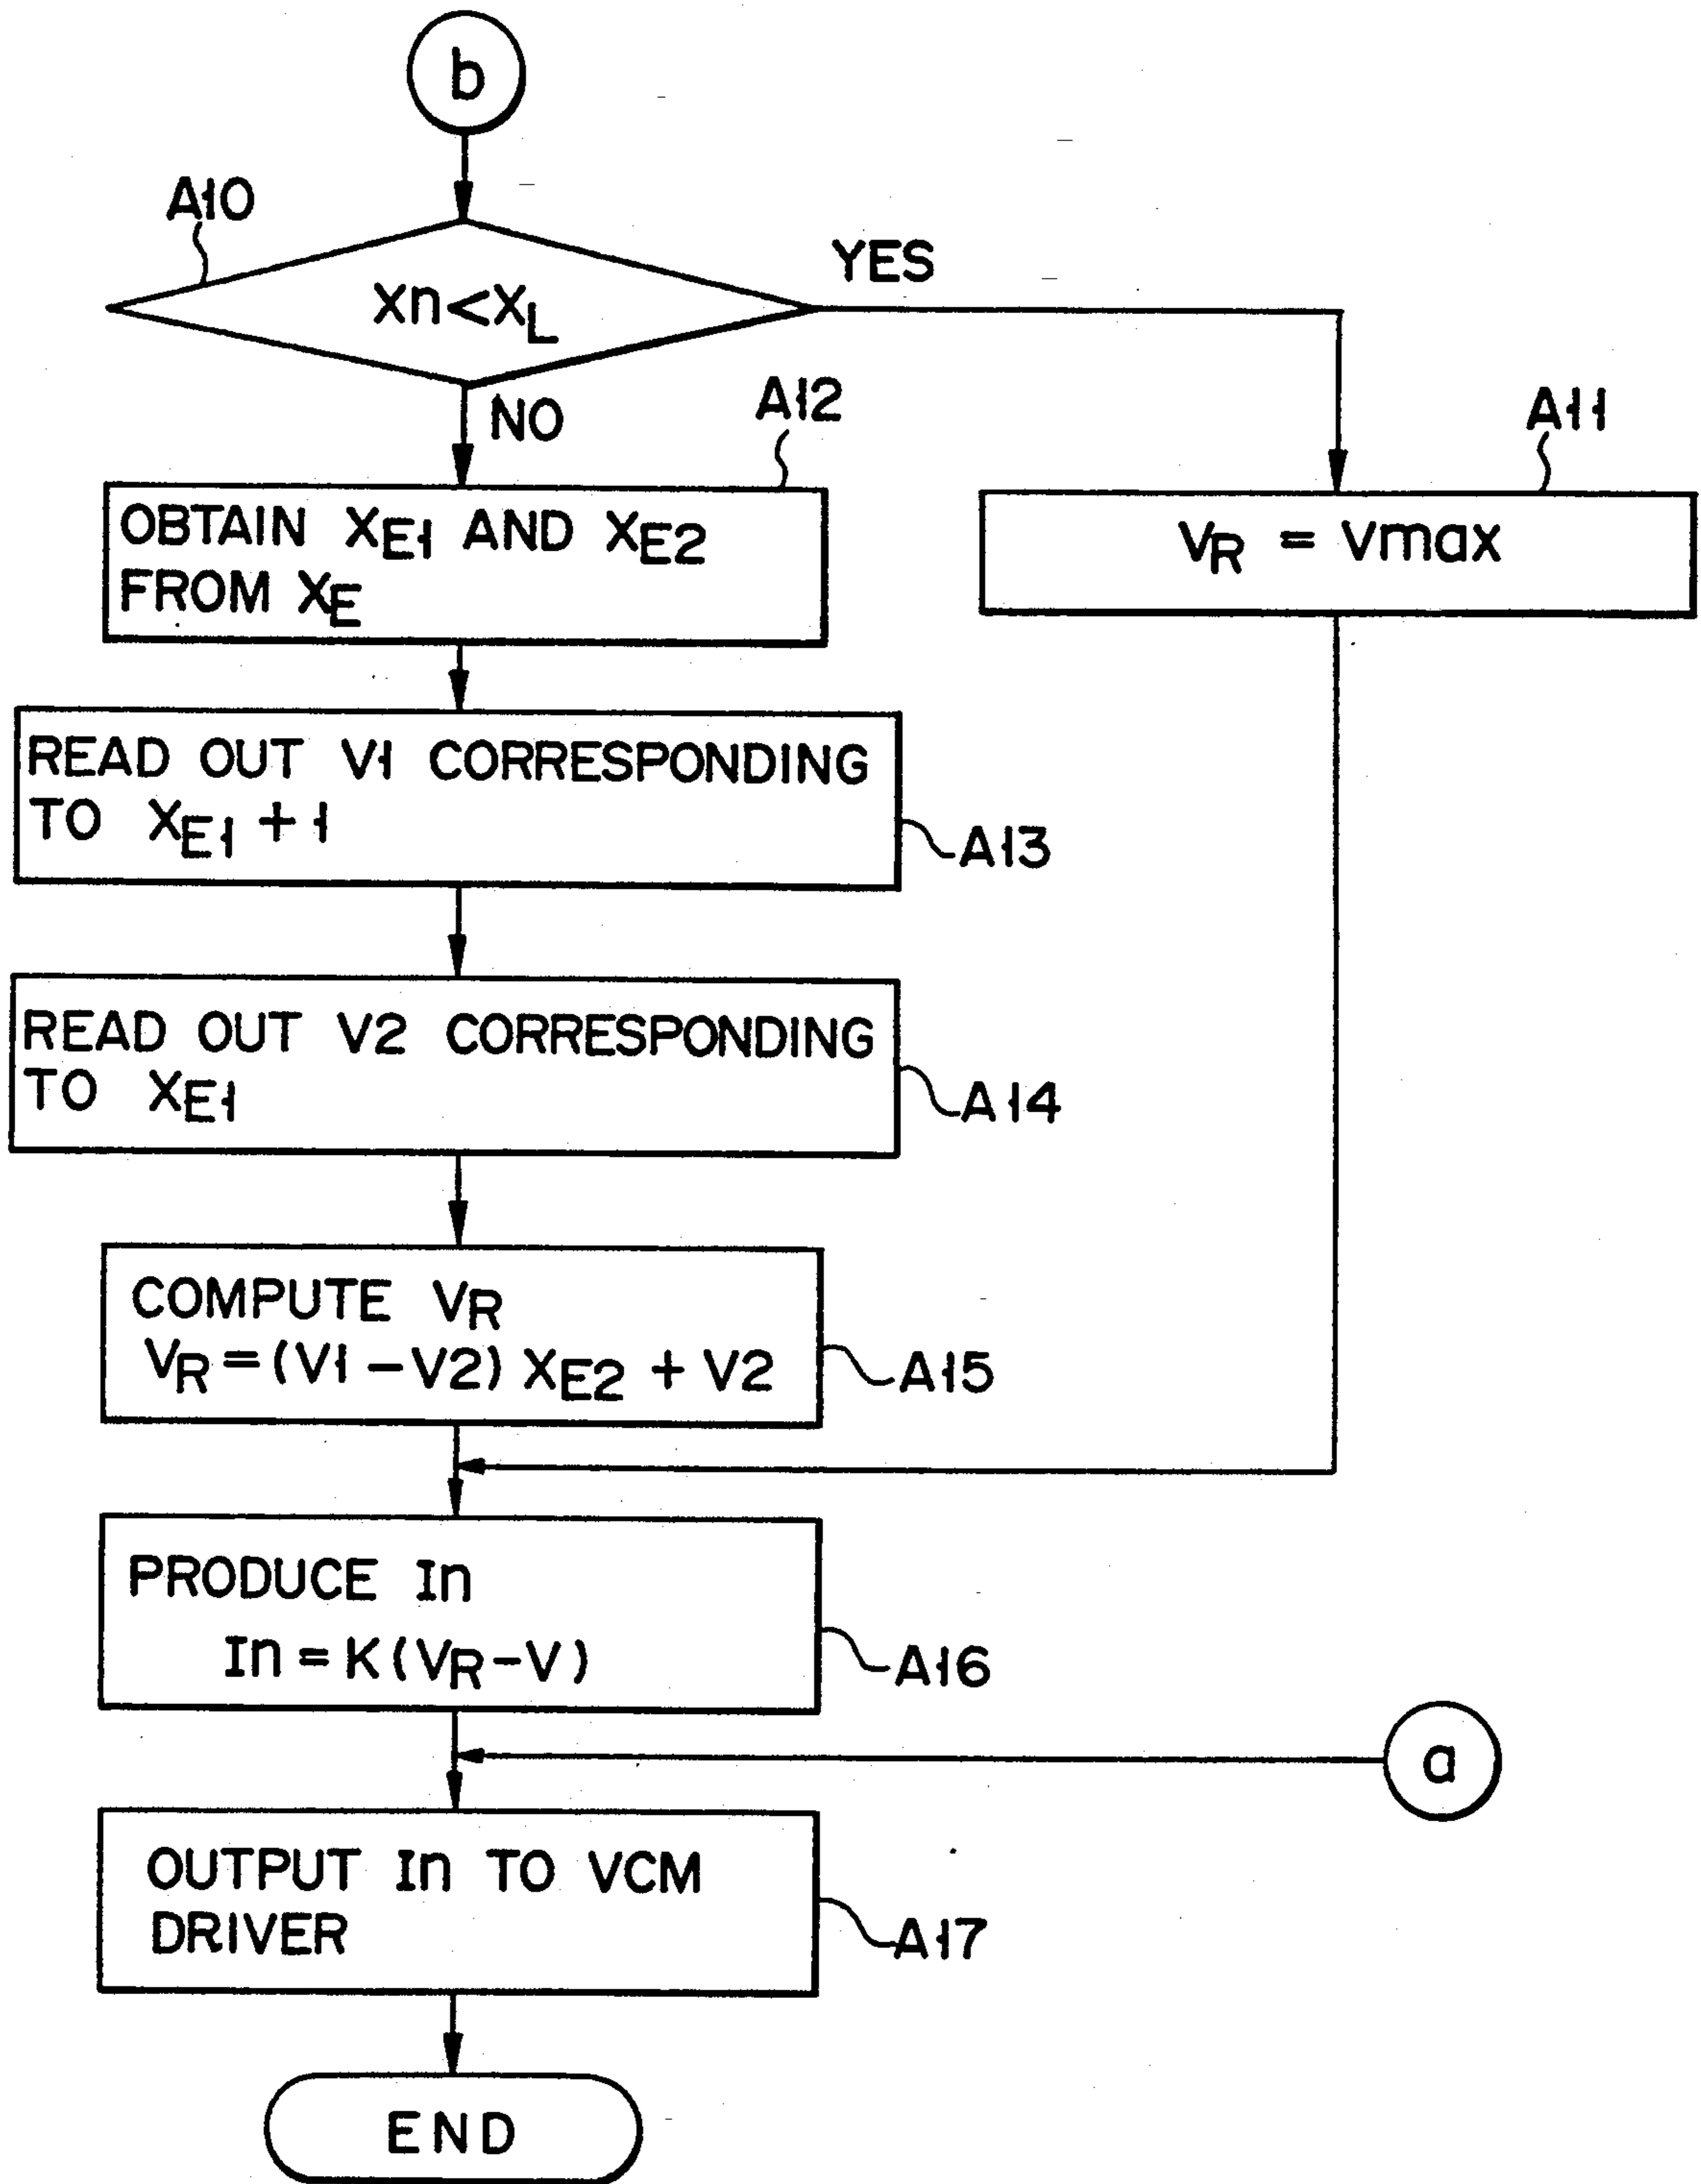 b
A10
Xn<XL
YES
NO
A12
A11
OBTAIN XE1 AND XE2
FROM XE
VR = Vmax
READ OUT V1 CORRESPONDING
TO XE1 +1
A13
READ OUT V2 CORRESPONDING
TO XE1
A14
COMPUTE VR
VR=(V1-V2) XE2 + V2
A15
PRODUCE In
In=K(VR-V)
A16
a
OUTPUT In TO VCM
DRIVER
A17
END